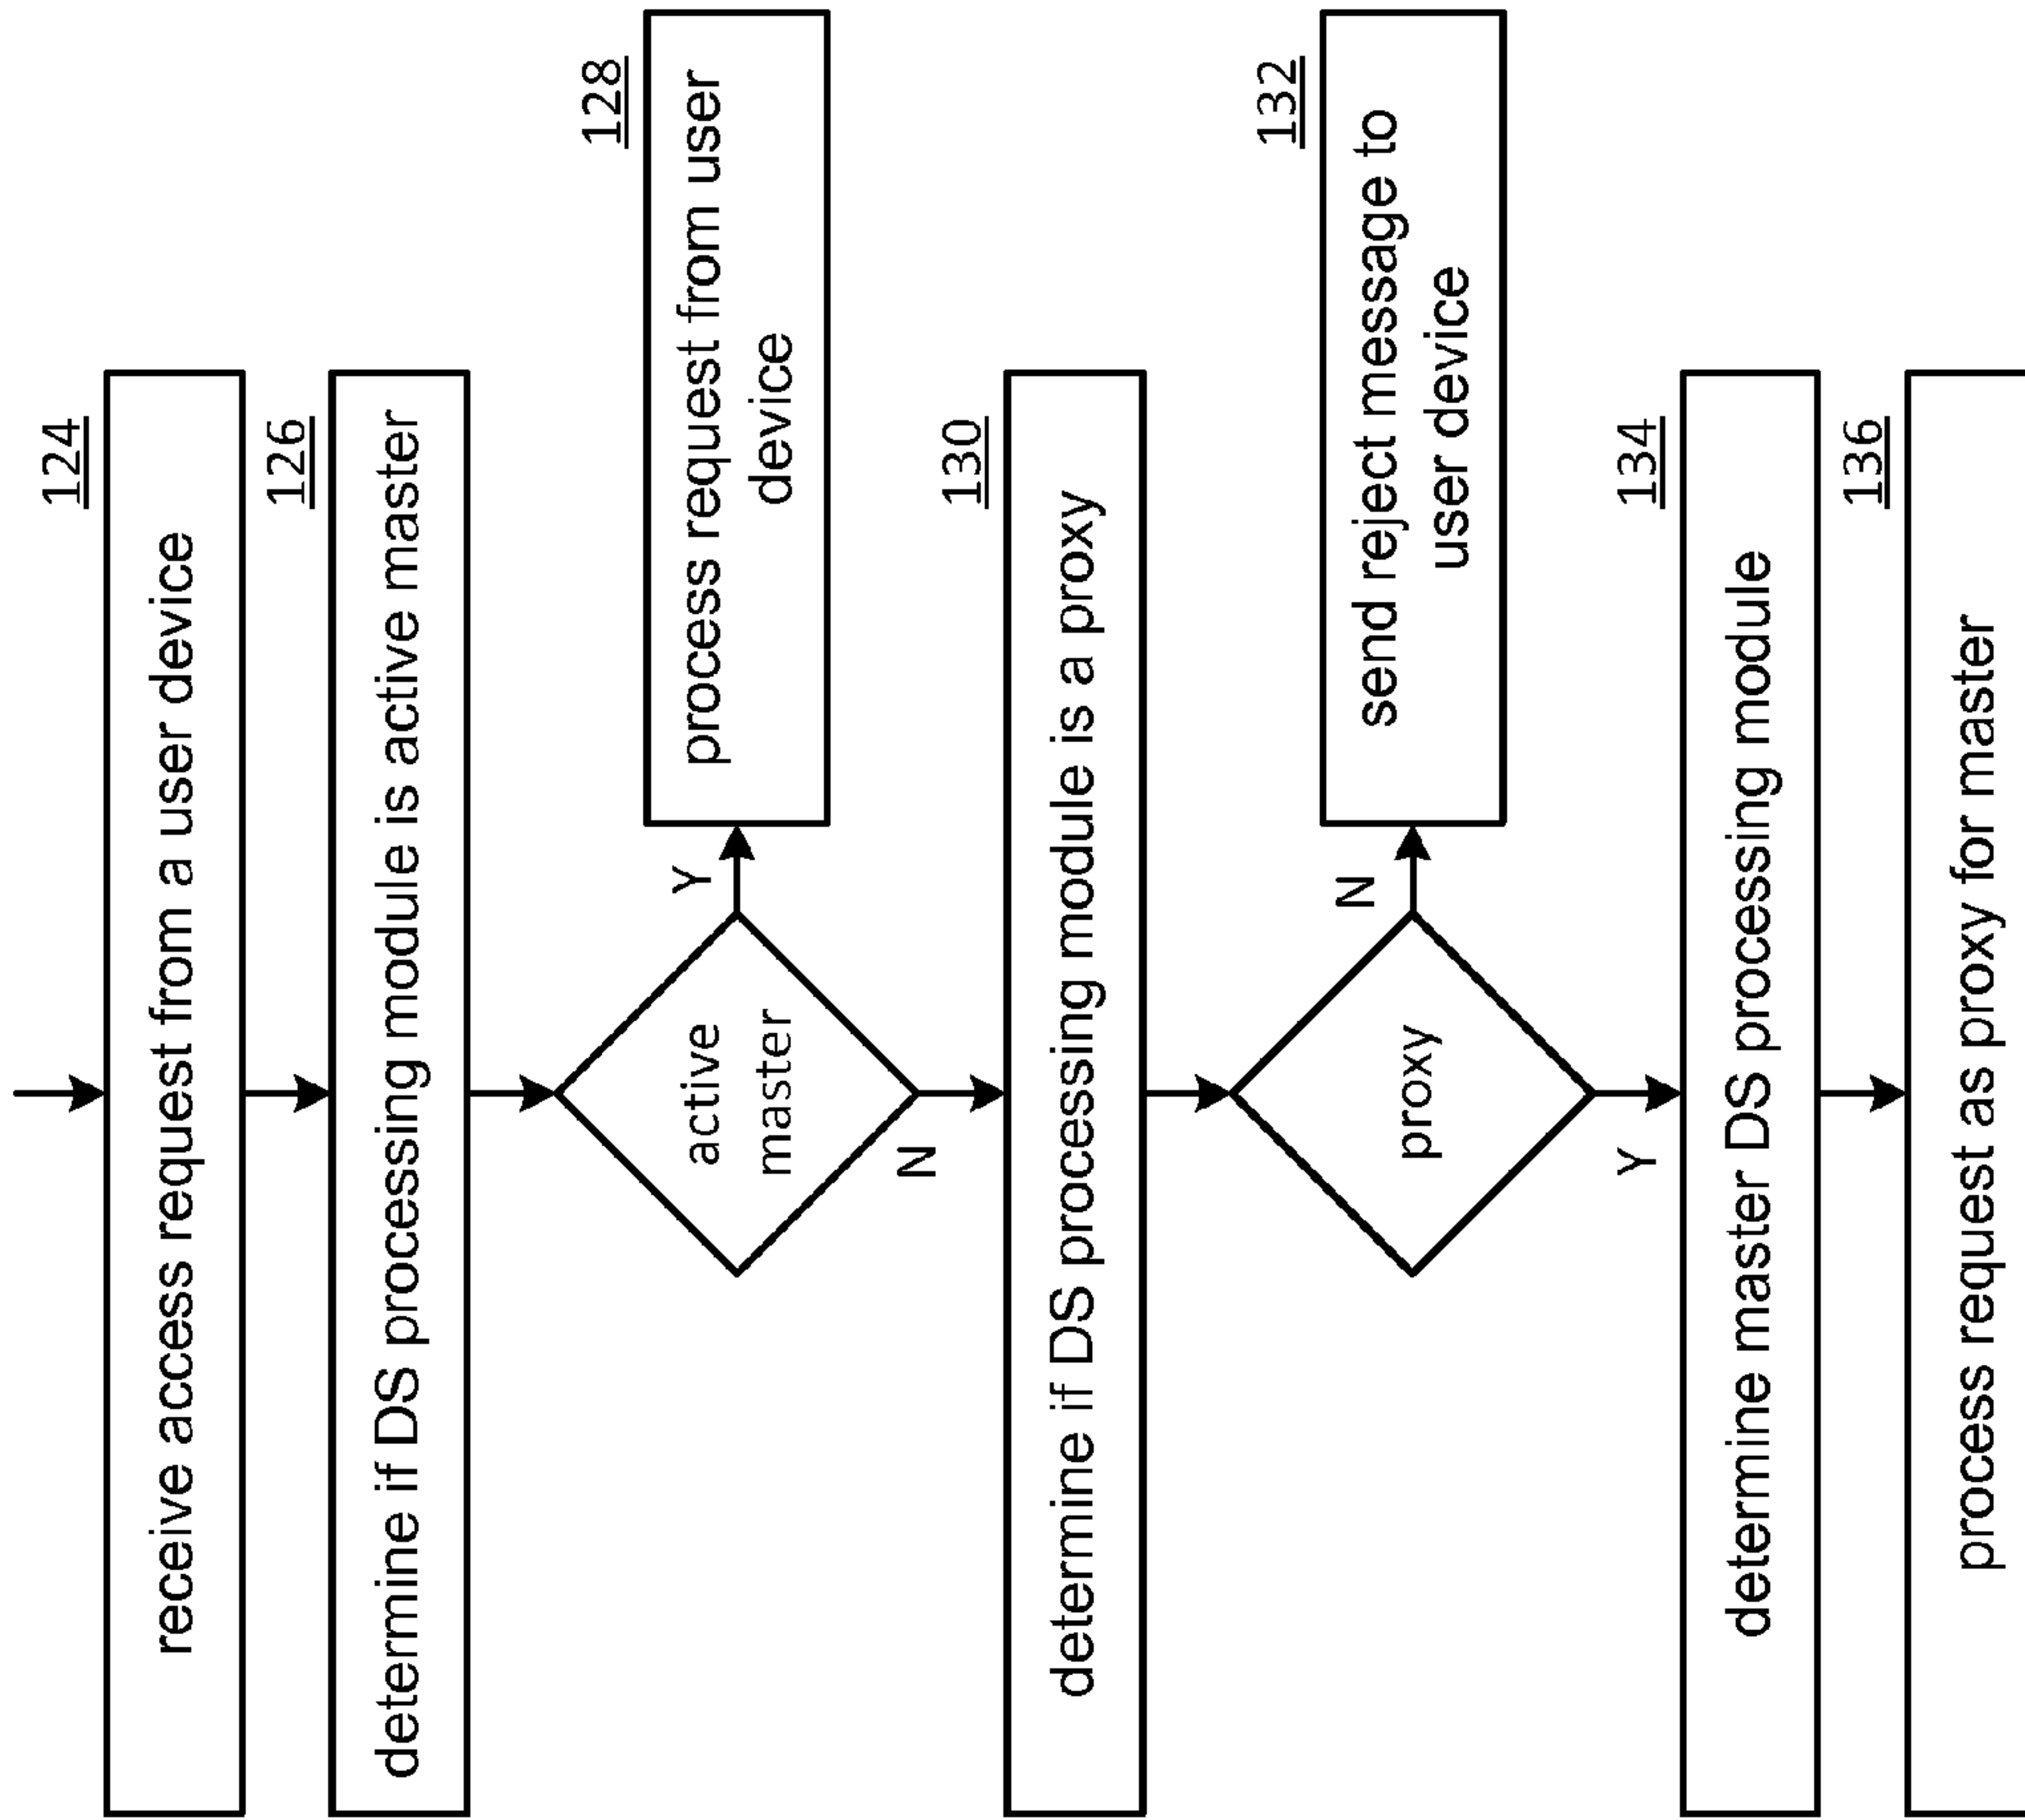 124
receive access request from a user device
126
determine if DS processing module is active master
active
master
Y
128
process request from user
device
N
130
determine if DS processing module is a proxy
proxy
N
132
send reject message to
user device
Y
134
determine master DS processing module
136
process request as proxy for master